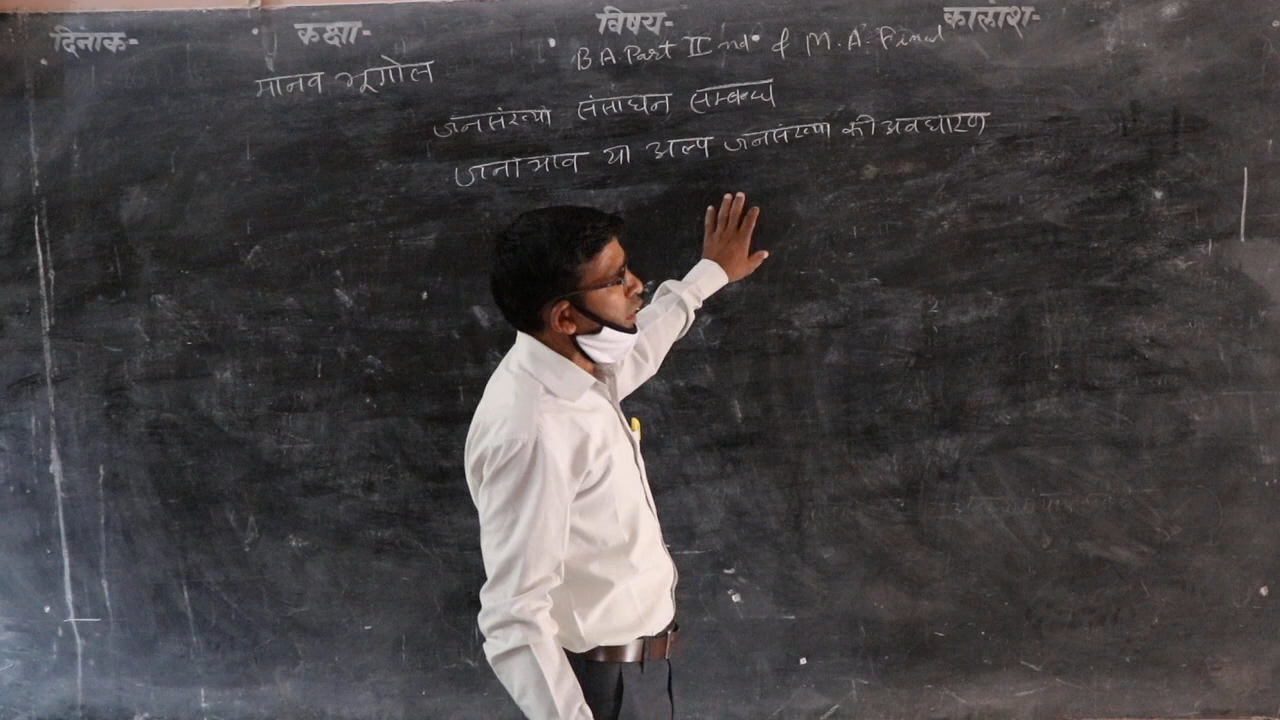 दिनाक- कक्षा- विषय- कालांश-
B.A. Part II nd & M.A. Final
मानव भूगोल
जनसंख्या संसाधन सम्बन्ध
जनाभाव या अल्प जनसंख्या की अवधारण